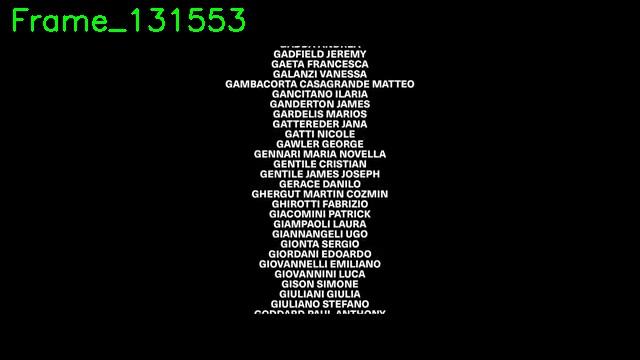 Frame_131553
GADFIELD JEREMY
GAETA FRANCESCA
GALANZI VANESSA
GAMBACORTA CASAGRANDE MATTEO
GANCITANO ILARIA
GANDERTON JAMES
GARDELIS MARIOS
GATTEREDER JANA
GATTI NICOLE
GAWLER GEORGE
GENNARI MARIA NOVELLA
GENTILE CRISTIAN
GENTILE JAMES JOSEPH
GERACE DANILO
GHERGUT MARTIN COZMIN
GHIROTTI FABRIZIO
GIACOMINI PATRICK
GIAMPAOLI LAURA
GIANNANGELI UGO
GIONTA SERGIO
GIORDANI EDOARDO
GIOVANNELLI EMILIANO
GIOVANNINI LUCA
GISON SIMONE
GIULIANI GIULIA
GIULIANO STEFANO
GODDARD PAUL ANTHONY